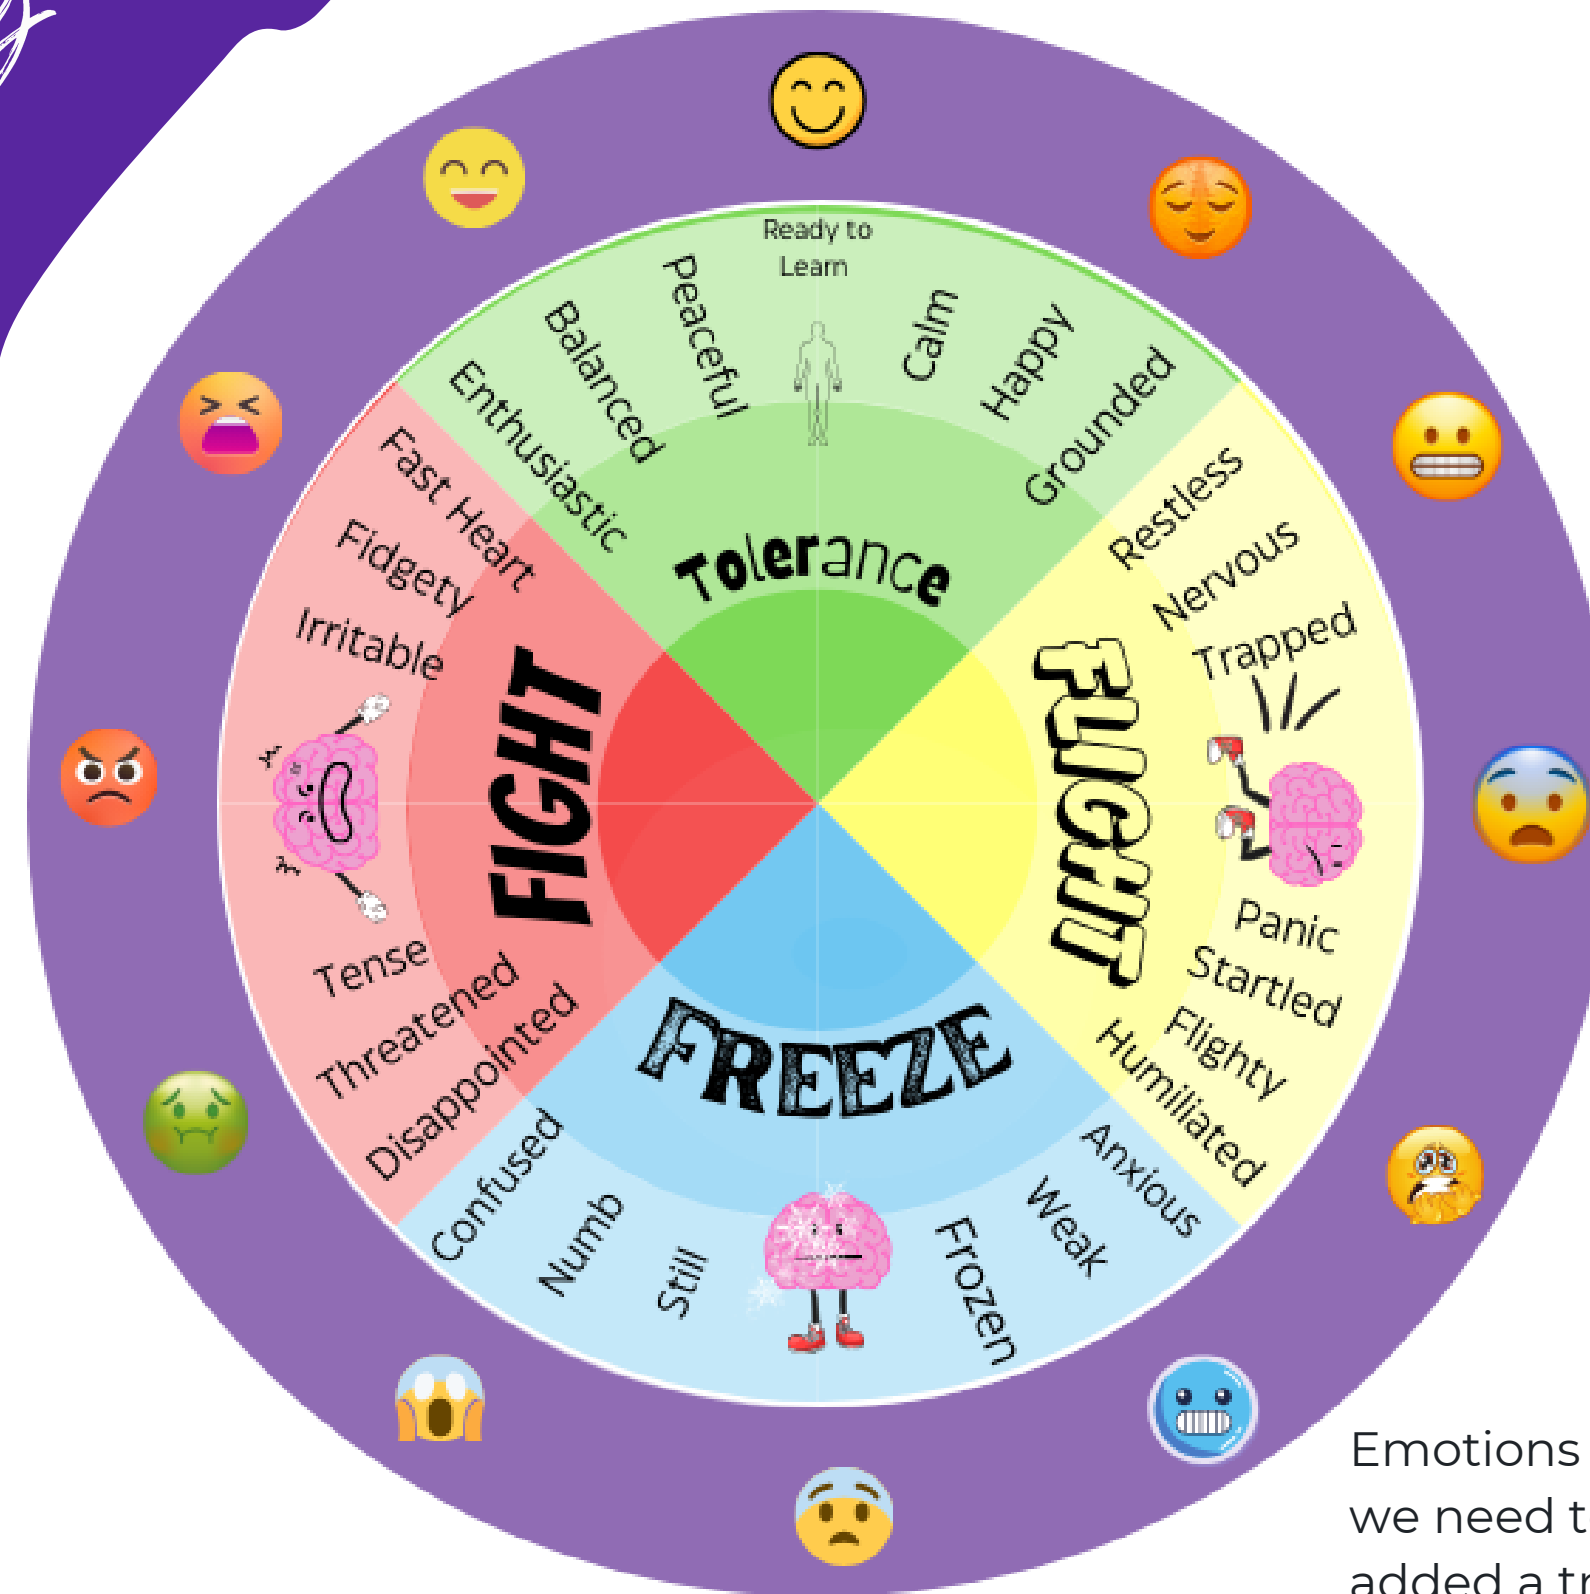 Ready to
Learn
Peaceful
Balanced
Enthusiastic
Calm
Happy
Grounded
Tolerance
Restless
Nervous
Trapped
FLIGHT
Panic
Startled
Flighty
Humiliated
Anxious
Weak
Frozen
FREEZE
Still
Numb
Confused
Disappointed
Threatened
Tense
FIGHT
Irritable
Fidgety
Fast Heart
Emotions
we need
added a